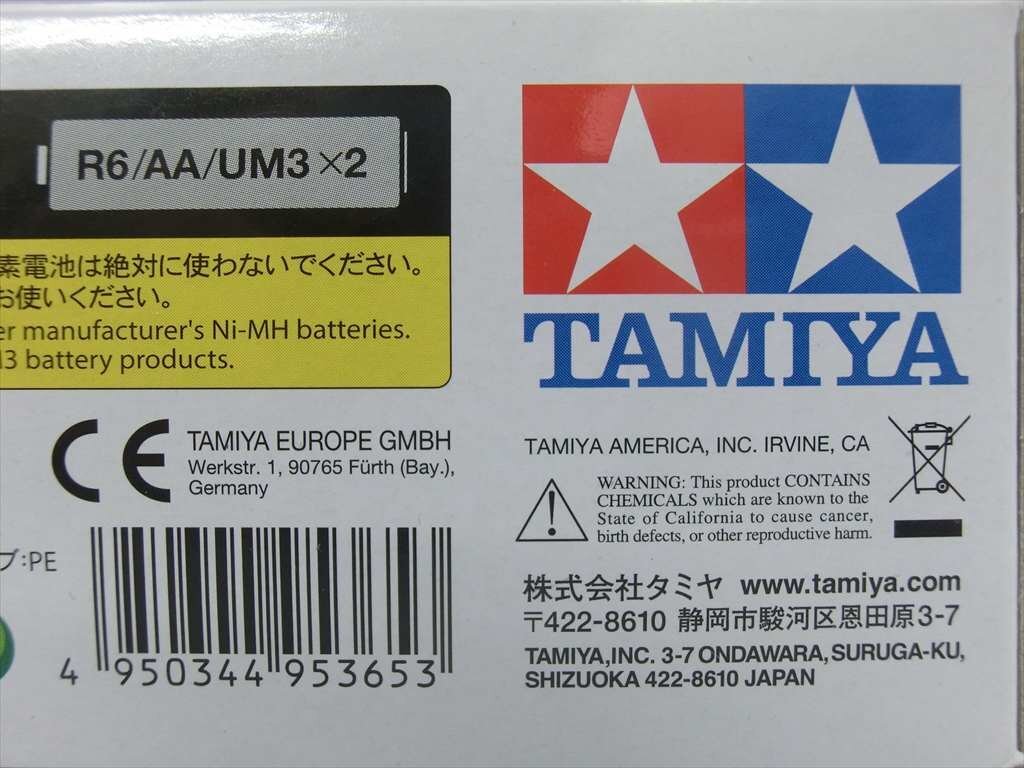 R6/AA/UM3×2
素電池は絶対に使わないでください。
お使いください。
er manufacturer's Ni-MH batteries.
M3 battery products.
TAMIYA
CE TAMIYA EUROPE GMBH
Werkstr. 1, 90765 Fürth (Bay.),
Germany
TAMIYA AMERICA, INC. IRVINE, CA
WARNING: This product CONTAINS
CHEMICALS which are known to the
State of California to cause cancer,
birth defects, or other reproductive harm.
プ:PE
4 950344 953653
株式会社タミヤ www.tamiya.com
〒422-8610 静岡市駿河区恩田原3-7
TAMIYA,INC. 3-7 ONDAWARA, SURUGA-KU,
SHIZUOKA 422-8610 JAPAN